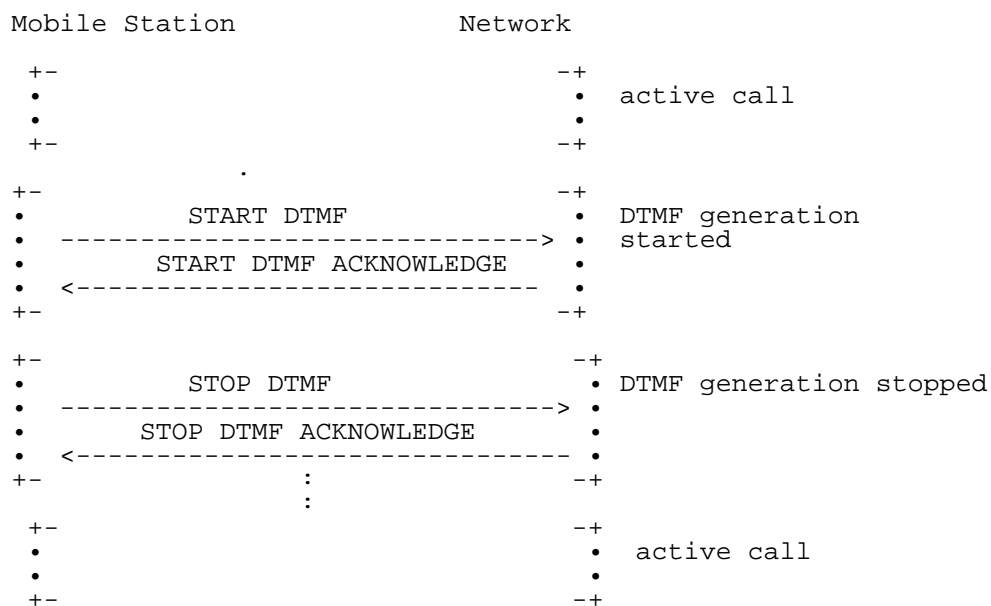 Mobile Station Network
active call
START DTMF DTMF generation
started
START DTMF ACKNOWLEDGE
STOP DTMF DTMF generation stopped
STOP DTMF ACKNOWLEDGE
:
:
active call